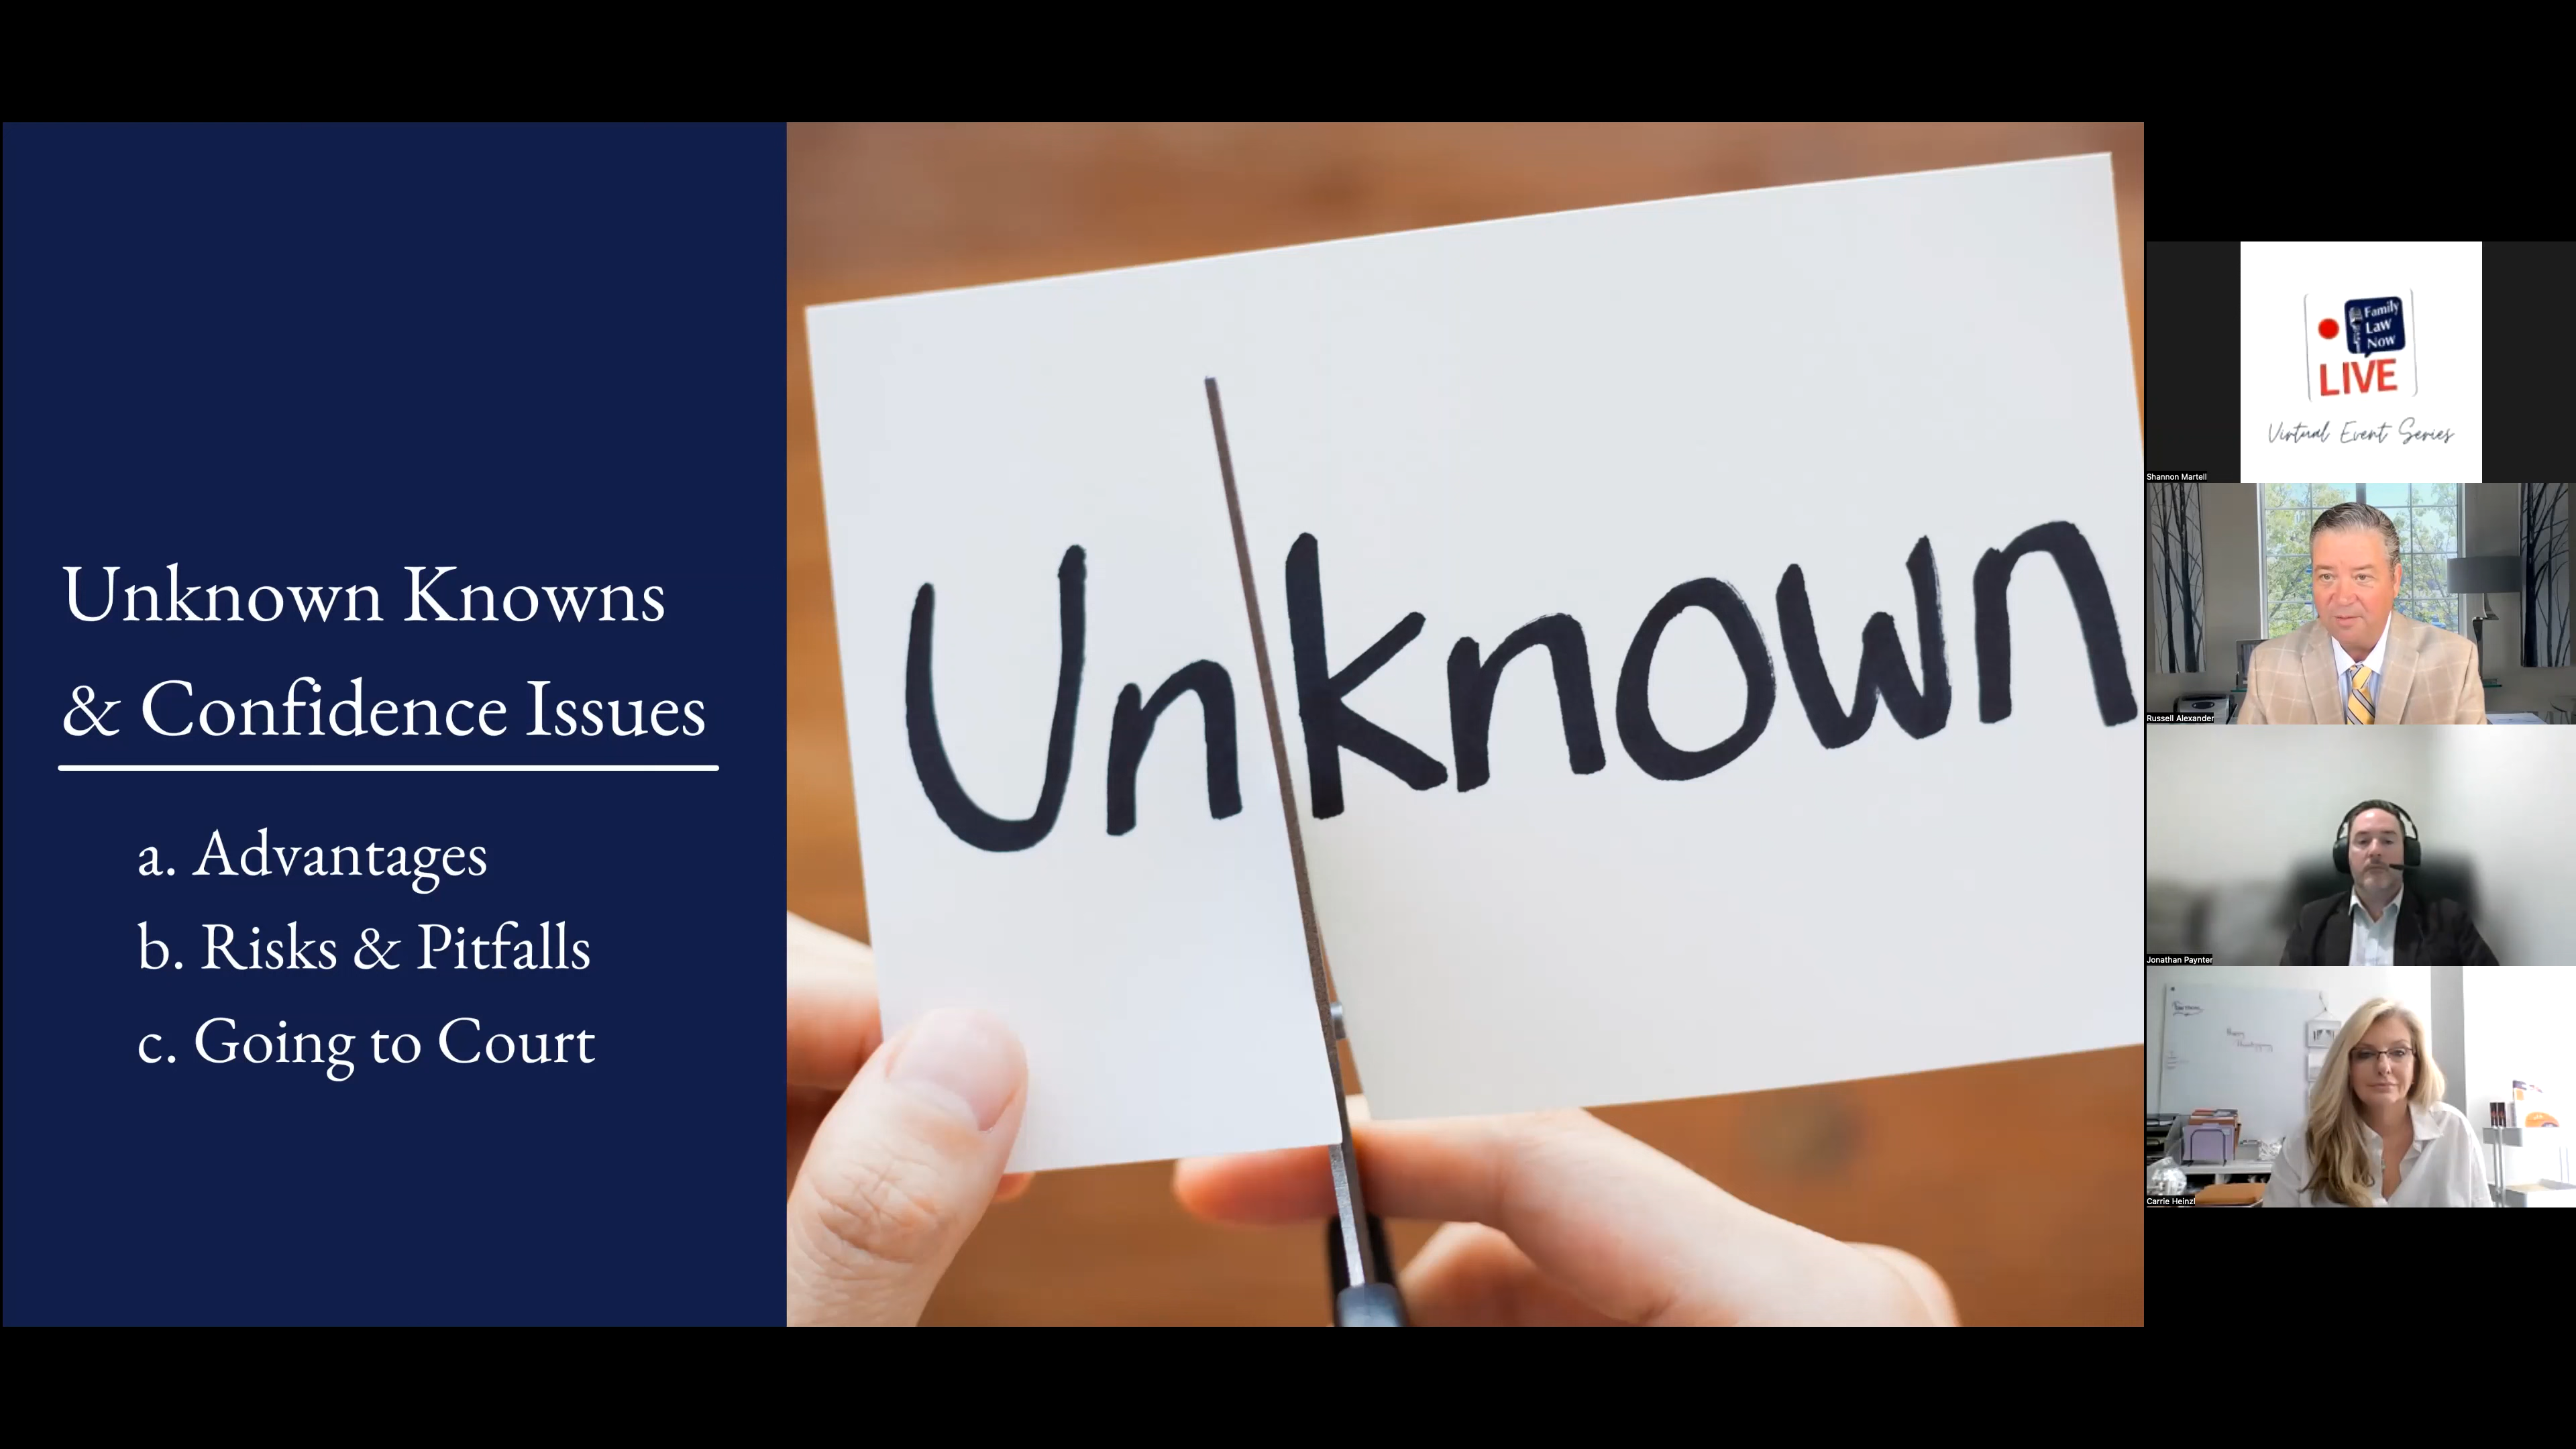 Unknown Knowns
& Confidence Issues
a. Advantages
b. Risks & Pitfalls
c. Going to Court
Unknown
Family
Law
Now
LIVE
Virtual Event Series
Shannon Martell
Russell Alexander
Jonathan Paynter
Carrie Heinzl